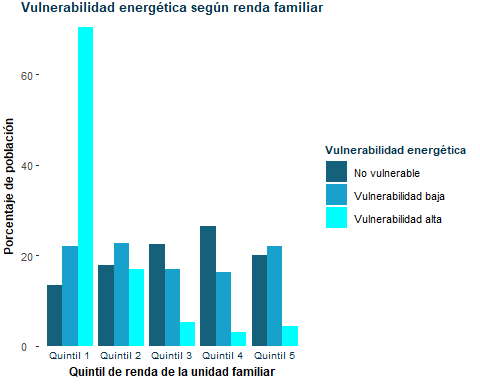 Vulnerabilidad energética según renda familiar
Porcentaje de población
60
40
20
0
Quintil 1 Quintil 2 Quintil 3 Quintil 4 Quintil 5
Quintil de renda de la unidad familiar
Vulnerabilidad energética
No vulnerable
Vulnerabilidad baja
Vulnerabilidad alta